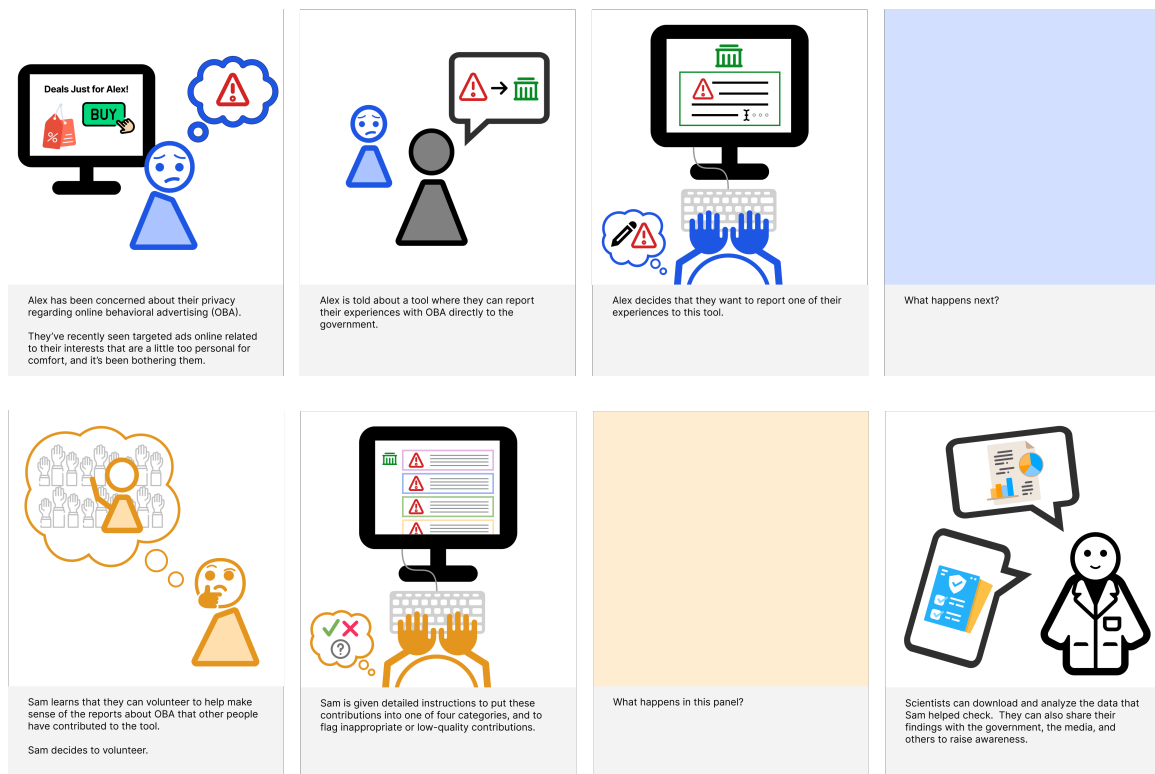 Deals Just for Alex!
BUY
%
Alex has been concerned about their privacy
regarding online behavioral advertising (OBA).
They've recently seen targeted ads online related
to their interests that are a little too personal for
comfort, and it's been bothering them.
Alex is told about a tool where they can report
their experiences with OBA directly to the
government.
Alex decides that they want to report one of their
experiences to this tool.
What happens next?
Sam learns that they can volunteer to help make
sense of the reports about OBA that other people
have contributed to the tool.
Sam decides to volunteer.
?
Sam is given detailed instructions to put these
contributions into one of four categories, and to
flag inappropriate or low-quality contributions.
What happens in this panel?
Scientists can download and analyze the data that
Sam helped check.  They can also share their
findings with the government, the media, and
others to raise awareness.